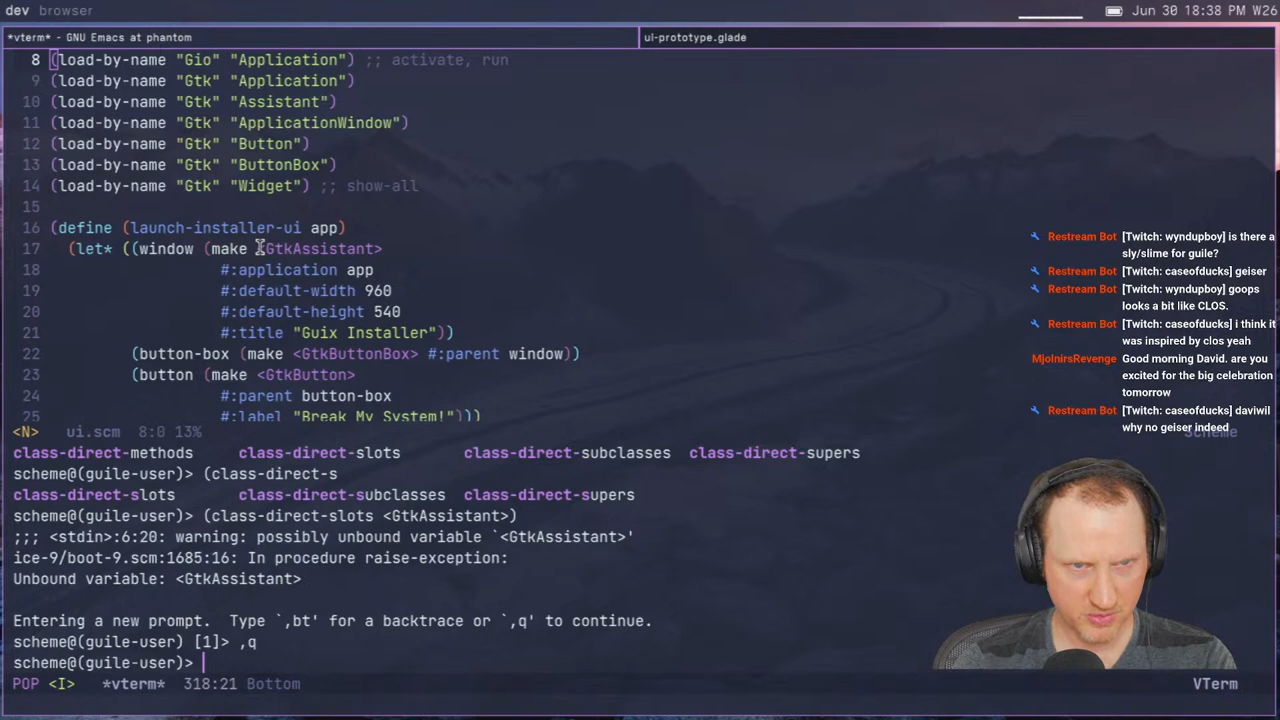 dev browser
Jun 30 18:38 PM W26
*vterm* - GNU Emacs at phantom
ui-prototype.glade
8 (load-by-name "Gio" "Application") ;; activate, run
9 (load-by-name "Gtk" "Application")
10 (load-by-name "Gtk" "Assistant")
11 (load-by-name "Gtk" "ApplicationWindow")
12 (load-by-name "Gtk" "Button")
13 (load-by-name "Gtk" "ButtonBox")
14 (load-by-name "Gtk" "Widget") ;; show-all
15
16 (define (launch-installer-ui app)
17 (let* ((window (make <GtkAssistant>
18 #:application app
19 #:default-width 960
20 #:default-height 540
21 #:title "Guix Installer"))
22 (button-box (make <GtkButtonBox> #:parent window))
23 (button (make <GtkButton>
24 #:parent button-box
25 #:label "Break My System!")))
<N> ui.scm 8:0 13% Scheme
class-direct-methods class-direct-slots class-direct-subclasses class-direct-supers
scheme@(guile-user)> (class-direct-s
class-direct-slots class-direct-subclasses class-direct-supers
scheme@(guile-user)> (class-direct-slots <GtkAssistant>)
;;; <stdin>:6:20: warning: possibly unbound variable `<GtkAssistant>'
ice-9/boot-9.scm:1685:16: In procedure raise-exception:
Unbound variable: <GtkAssistant>
Entering a new prompt. Type `,bt' for a backtrace or `,q' to continue.
scheme@(guile-user) [1]> ,q
scheme@(guile-user)>
POP <I> *vterm* 318:21 Bottom VTerm
Restream Bot [Twitch: wyndupboy] is there a
sly/slime for guile?
Restream Bot [Twitch: caseofducks] geiser
Restream Bot [Twitch: wyndupboy] goops
looks a bit like CLOS.
Restream Bot [Twitch: caseofducks] i think it
was inspired by clos yeah
MjolnirsRevenge Good morning David. are you
excited for the big celebration
tomorrow
Restream Bot [Twitch: caseofducks] daviwil
why no geiser indeed